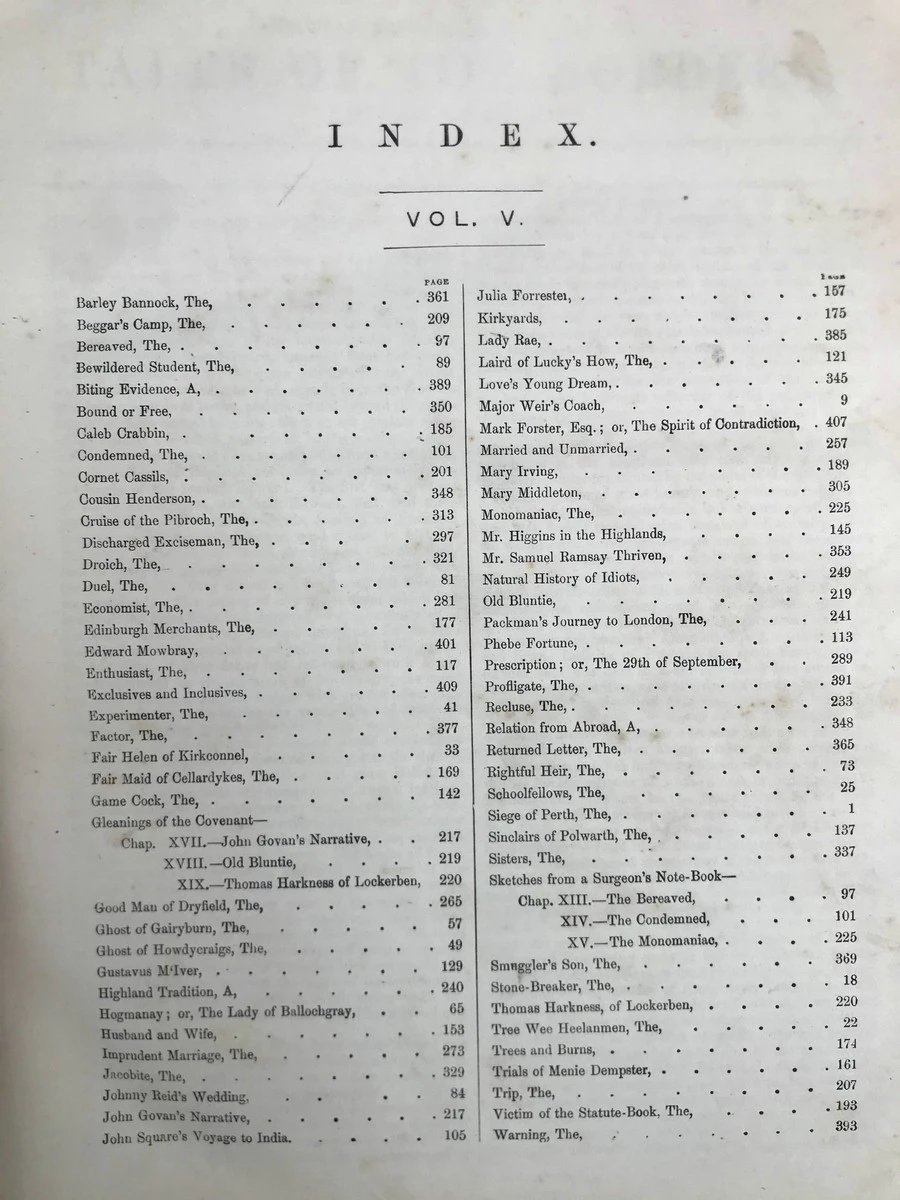 INDEX.
VOL. V.
PAGE
Barley Bannock, The, . . . . . 361
Beggar's Camp, The, . . . . . 209
Bereaved, The, . . . . . . . 97
Bewildered Student, The, . . . . 89
Biting Evidence, A, . . . . . . 389
Bound or Free, . . . . . . 350
Caleb Crabbin, . . . . . . 185
Condemned, The, . . . . . . 101
Cornet Cassils, . . . . . . 201
Cousin Henderson, . . . . . . 348
Cruise of the Pibroch, The, . . . . . 313
Discharged Exciseman, The, . . . 297
Droich, The, . . . . . . 321
Duel, The, . . . . . . . 81
Economist, The, . . . . . . . 281
Edinburgh Merchants, The, . . . . 177
Edward Mowbray, . . . . . . 401
Enthusiast, The, . . . . . . 117
Exclusives and Inclusives, . . . . . 409
Experimenter, The, . . . . . 41
Factor, The, . . . . . . 377
Fair Helen of Kirkconnel, . . . . . 33
Fair Maid of Cellardykes, The, . . . . 169
Game Cock, The, . . . . . . 142
Gleanings of the Covenant—
Chap. XVII.—John Govan's Narrative, . . 217
XVIII.—Old Bluntie, . . . . 219
XIX.—Thomas Harkness of Lockerben, 220
Good Man of Dryfield, The, . . . . 265
Ghost of Gairyburn, The, . . . . . 57
Ghost of Howdycraigs, The, . . . . . 49
Gustavus M'Iver, . . . . . . 129
Highland Tradition, A, . . . . . 240
Hogmanay; or, The Lady of Ballochgray, . . 65
Husband and Wife, . . . . . . 153
Imprudent Marriage, The, . . . . 273
Jacobite, The, . . . . . . . 329
Johnny Reid's Wedding, . . . . 84
John Govan's Narrative, . . . . . 217
John Square's Voyage to India. . . . . 105
Julia Forrester, . . . . . . . 157
Kirkyards, . . . . . . . 175
Lady Rae, . . . . . . . 385
Laird of Lucky's How, The, . . . . . 121
Love's Young Dream, . . . . . . 345
Major Weir's Coach, . . . . . . 9
Mark Forster, Esq.; or, The Spirit of Contradiction, . 407
Married and Unmarried, . . . . . . 257
Mary Irving, . . . . . . 189
Mary Middleton, . . . . . . 305
Monomaniac, The, . . . . . . 225
Mr. Higgins in the Highlands, . . . . 145
Mr. Samuel Ramsay Thriven, . . . . 353
Natural History of Idiots, . . . . 249
Old Bluntie, . . . . . . . 219
Packman's Journey to London, The, . . . 241
Phebe Fortune, . . . . . . . 113
Prescription; or, The 29th of September, . . 289
Profligate, The, . . . . . . . 391
Recluse, The, . . . . . . . 233
Relation from Abroad, A, . . . . . 348
Returned Letter, The, . . . . . 365
Rightful Heir, The, . . . . . . 73
Schoolfellows, The, . . . . . 25
Siege of Perth, The, . . . . . . 1
Sinclairs of Polwarth, The, . . . . . 137
Sisters, The, . . . . . . . 337
Sketches from a Surgeon's Note-Book—
Chap. XIII.—The Bereaved, . . . 97
XIV.—The Condemned, . . . 101
XV.—The Monomaniac, . . . . 225
Smuggler's Son, The, . . . . . . 369
Stone-Breaker, The, . . . . . . 18
Thomas Harkness, of Lockerben, . . . . 220
Tree Wee Heelanmen, The, . . . . 22
Trees and Burns, . . . . . . 174
Trials of Menie Dempster, . . . . . 161
Trip, The, . . . . . . . 207
Victim of the Statute-Book, The, . . . . 193
Warning, The, . . . . . . 393